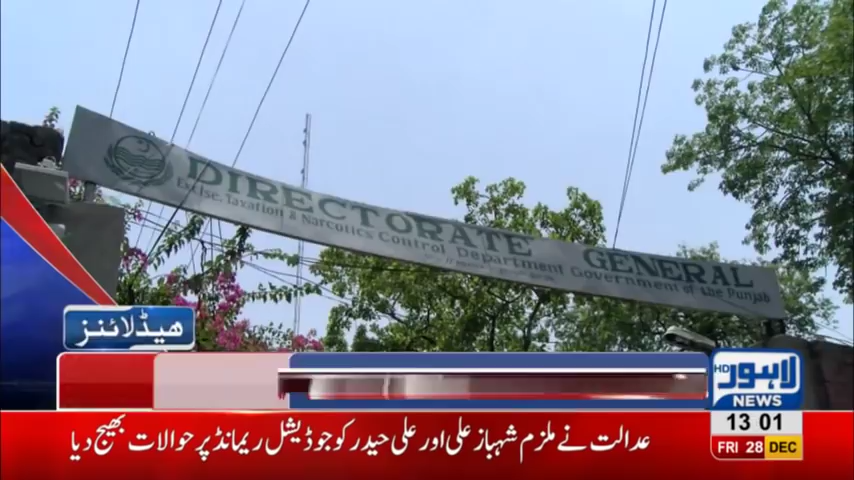 DIRECTORATE GENERAL
Excise, Taxation & Narcotics Control Department Government of the Punjab
ھیڈلائنز
HD لاہور
NEWS
13 01
FRI 28 DEC
عدالت نے ملزم شہباز علی اور علی حیدر کو جوڈیشل ریمانڈ پر حوالات بھیج دیا